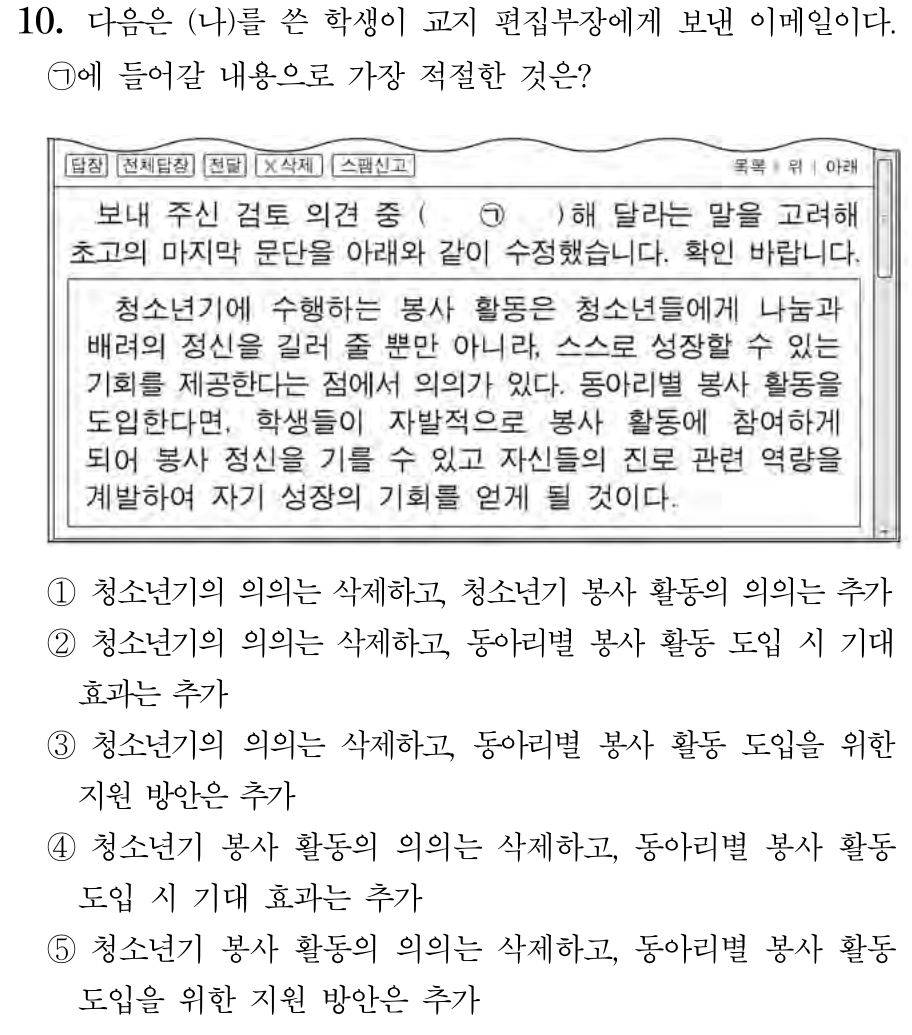 10. 다음은 (나)를 쓴 학생이 교지 편집부장에게 보낸 이메일이다.
㉠에 들어갈 내용으로 가장 적절한 것은?
답장 전체답장 전달 X삭제 스팸신고 목록 | 위 | 아래
보내 주신 검토 의견 중 ( ㉠ )해 달라는 말을 고려해
초고의 마지막 문단을 아래와 같이 수정했습니다. 확인 바랍니다.
청소년기에 수행하는 봉사 활동은 청소년들에게 나눔과
배려의 정신을 길러 줄 뿐만 아니라, 스스로 성장할 수 있는
기회를 제공한다는 점에서 의의가 있다. 동아리별 봉사 활동을
도입한다면, 학생들이 자발적으로 봉사 활동에 참여하게
되어 봉사 정신을 기를 수 있고 자신들의 진로 관련 역량을
계발하여 자기 성장의 기회를 얻게 될 것이다.
① 청소년기의 의의는 삭제하고, 청소년기 봉사 활동의 의의는 추가
② 청소년기의 의의는 삭제하고, 동아리별 봉사 활동 도입 시 기대
효과는 추가
③ 청소년기의 의의는 삭제하고, 동아리별 봉사 활동 도입을 위한
지원 방안은 추가
④ 청소년기 봉사 활동의 의의는 삭제하고, 동아리별 봉사 활동
도입 시 기대 효과는 추가
⑤ 청소년기 봉사 활동의 의의는 삭제하고, 동아리별 봉사 활동
도입을 위한 지원 방안은 추가